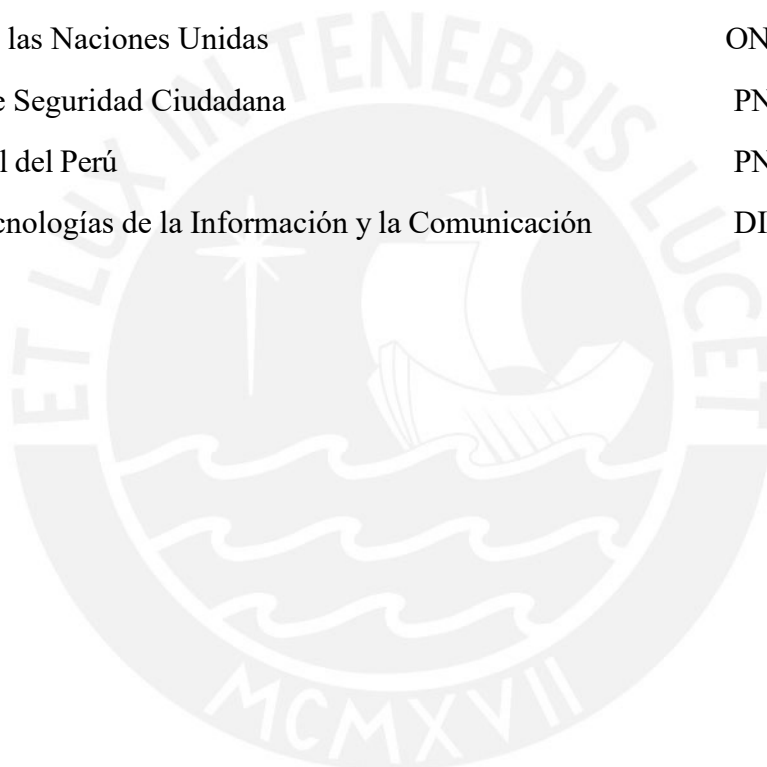 las Naciones Unidas ON
e Seguridad Ciudadana PN
l del Perú PN
cnologías de la Información y la Comunicación DI
ET LUX IN TENEBRIS LUCET
MCMXVII